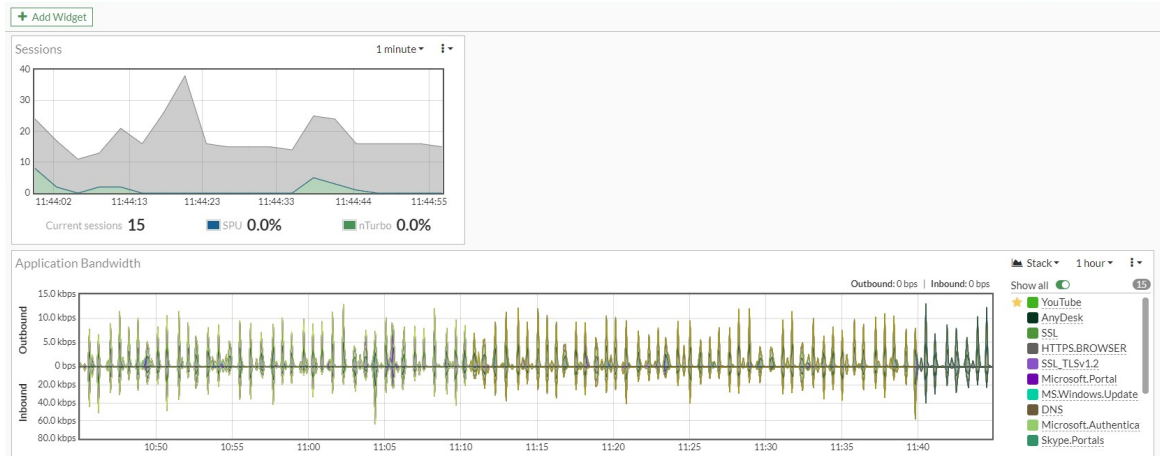 + Add Widget
Sessions
1 minute
40
30
20
10
0
11:44:02 11:44:13 11:44:23 11:44:33 11:44:44 11:44:55
Current sessions 15 SPU 0.0% nTurbo 0.0%
Application Bandwidth
Stack 1 hour
Outbound: 0 bps | Inbound: 0 bps
Show all 15
Outbound
Inbound
15.0 kbps
10.0 kbps
5.0 kbps
0 bps
20.0 kbps
40.0 kbps
60.0 kbps
80.0 kbps
10:50 10:55 11:00 11:05 11:10 11:15 11:20 11:25 11:30 11:35 11:40
YouTube
AnyDesk
SSL
HTTPS.BROWSER
SSL_TLSv1.2
Microsoft.Portal
MS.Windows.Update
DNS
Microsoft.Authentica
Skype.Portals